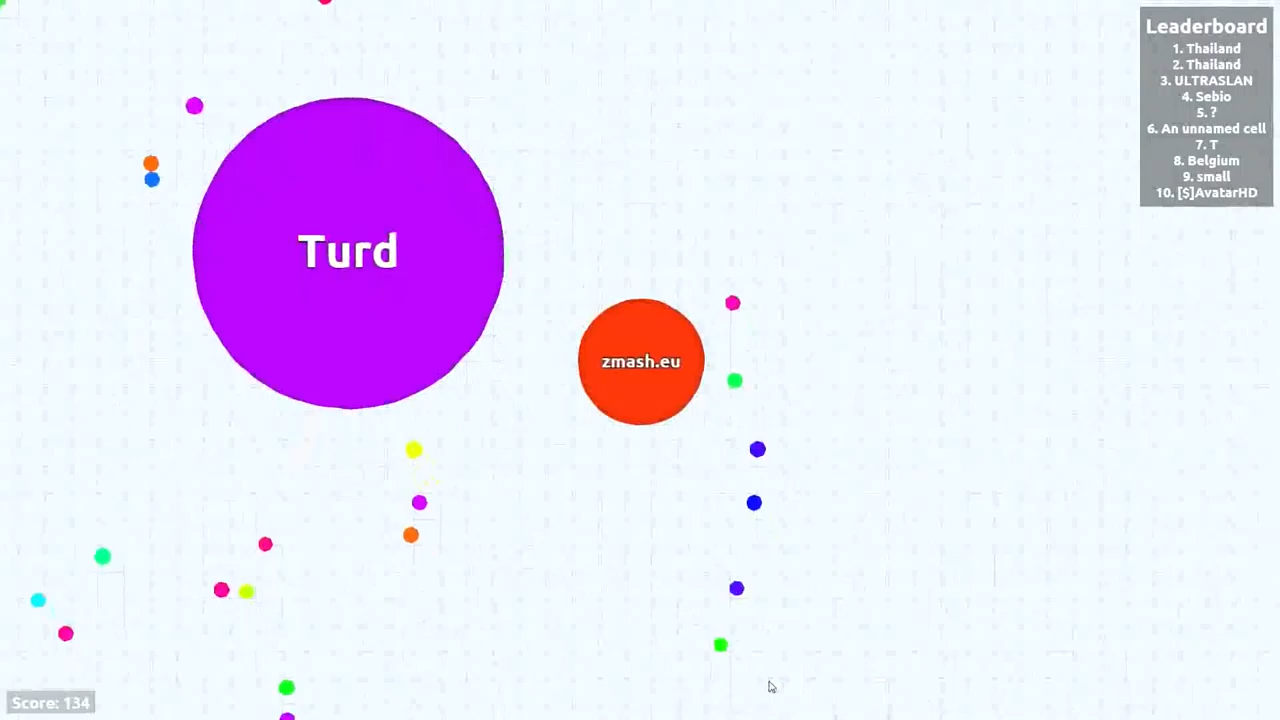 Leaderboard
1. Thailand
2. Thailand
3. ULTRASLAN
4. Sebio
5. ?
6. An unnamed cell
7. T
8. Belgium
9. small
10. [S]AvatarHD
Turd
zmash.eu
Score: 134